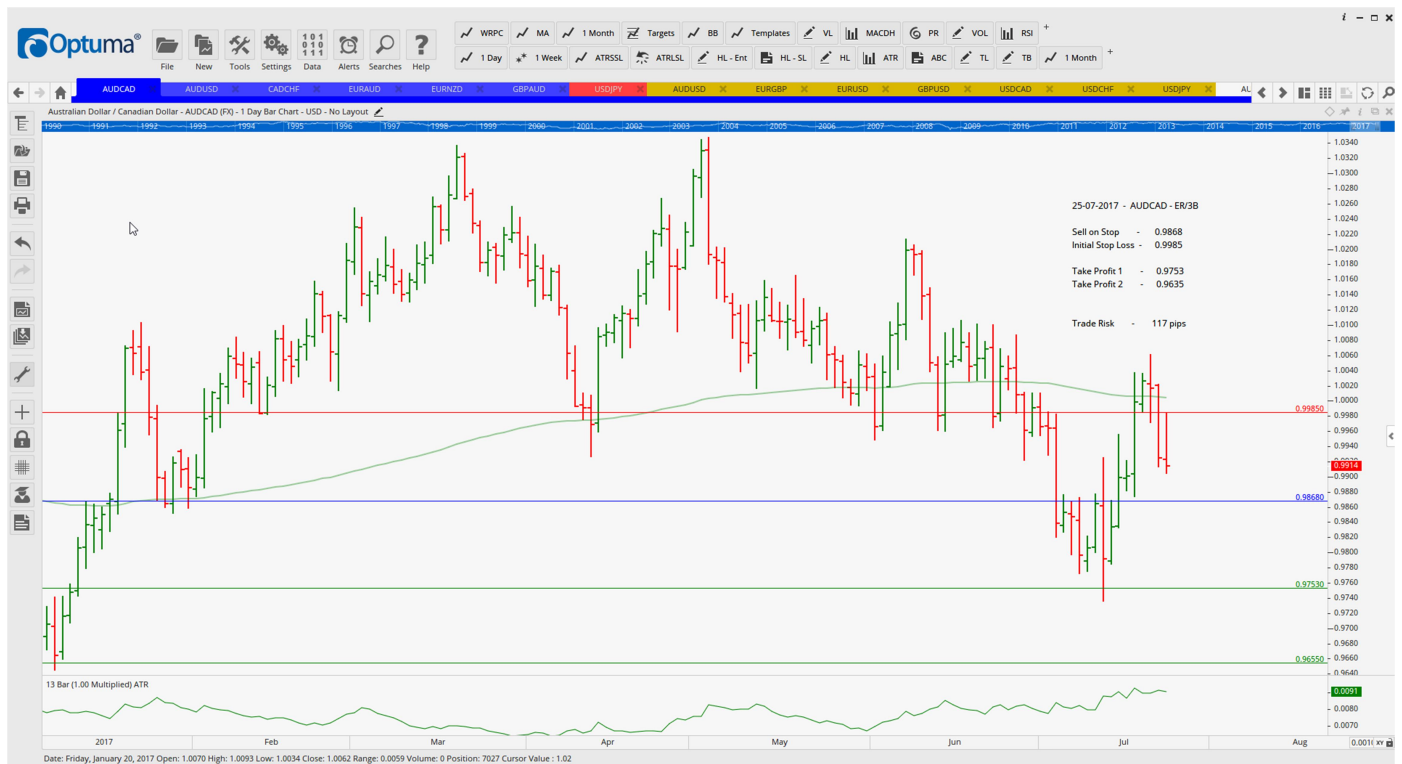 Optuma®
File
New
Tools
Settings
Data
Alerts
Searches
Help
WRPC
MA
1 Month
Targets
BB
Templates
VL
MACDH
PR
VOL
RSI
1 Day
1 Week
ATRSSL
ATRLSL
HL - Ent
HL - SL
HL
ATR
ABC
TL
TB
1 Month
AUDCAD
AUDUSD
CADCHF
EURAUD
EURNZD
GBPAUD
USDJPY
AUDUSD
EURGBP
EURUSD
GBPUSD
USDCAD
USDCHF
USDJPY
Australian Dollar / Canadian Dollar - AUDCAD (FX) - 1 Day Bar Chart - USD - No Layout
1990 1991 1992 1993 1994 1995 1996 1997 1998 1999 2000 2001 2002 2003 2004 2005 2006 2007 2008 2009 2010 2011 2012 2013 2014 2015 2016 2017
25-07-2017 - AUDCAD - ER/3B
Sell on Stop - 0.9868
Initial Stop Loss - 0.9985
Take Profit 1 - 0.9753
Take Profit 2 - 0.9635
Trade Risk - 117 pips
1.0340
1.0320
1.0300
1.0280
1.0260
1.0240
1.0220
1.0200
1.0180
1.0160
1.0140
1.0120
1.0100
1.0080
1.0060
1.0040
1.0020
1.0000
0.9980
0.9960
0.9940
0.9914
0.9900
0.9880
0.9860
0.9840
0.9820
0.9800
0.9780
0.9760
0.9740
0.9720
0.9700
0.9680
0.9660
0.9640
0.99850
0.98680
0.97530
0.96550
13 Bar (1.00 Multiplied) ATR
0.0091
0.0080
0.0070
2017 Feb Mar Apr May Jun Jul Aug
XY
Date: Friday, January 20, 2017 Open: 1.0070 High: 1.0093 Low: 1.0034 Close: 1.0062 Range: 0.0059 Volume: 0 Position: 7027 Cursor Value : 1.02